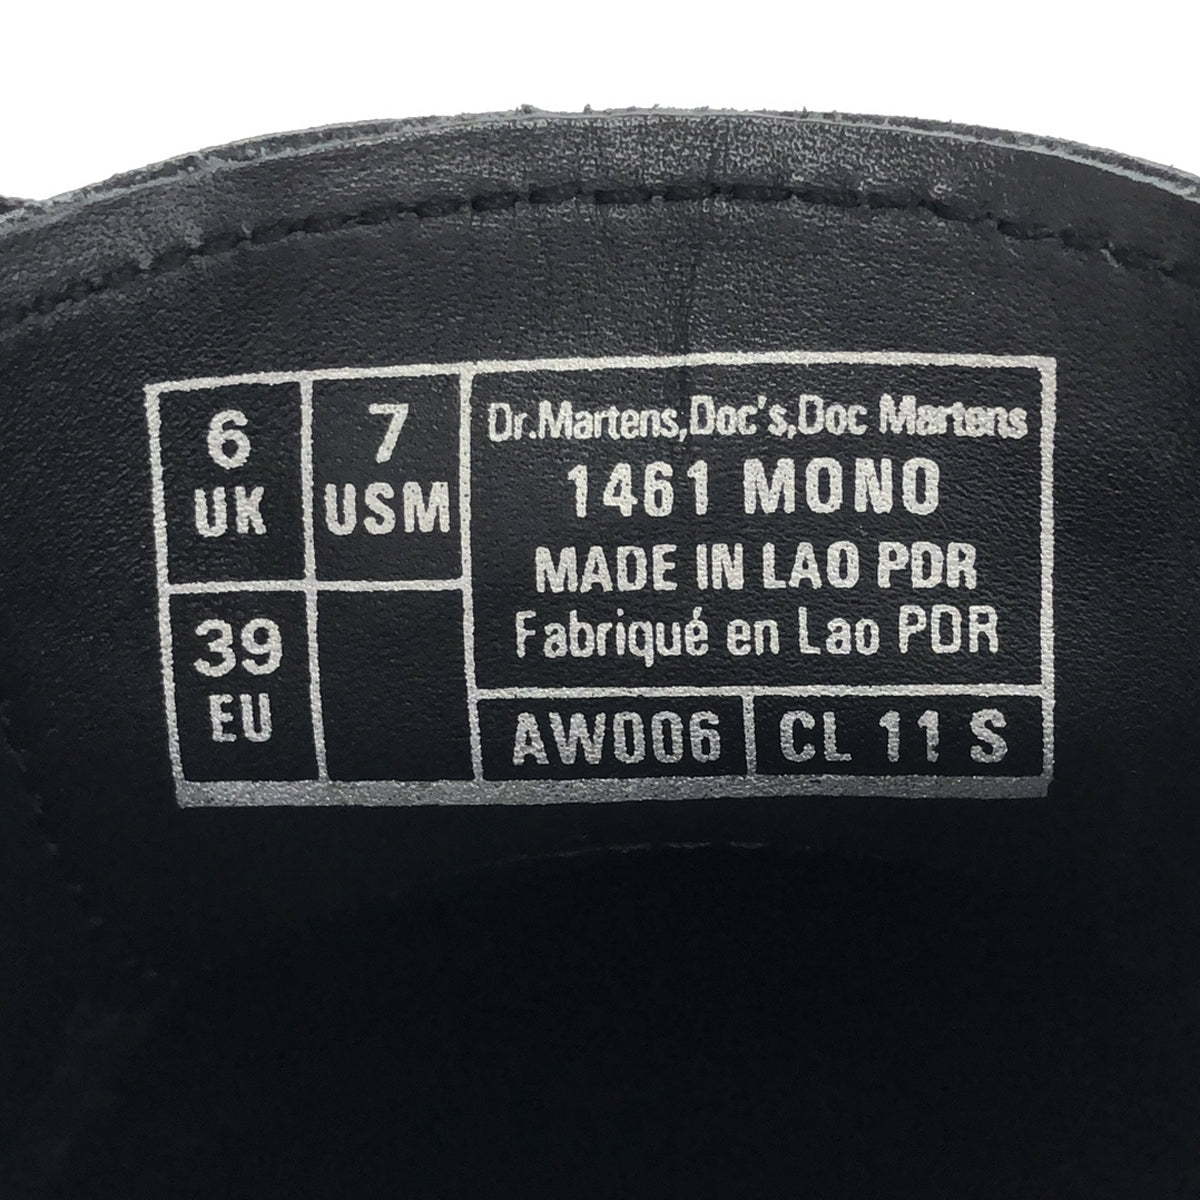 6
UK
7
USM
39
EU
Dr.Martens,Doc's,Doc Martens
1461 MONO
MADE IN LAO PDR
Fabriqué en Lao PDR
AW006
CL 11 S